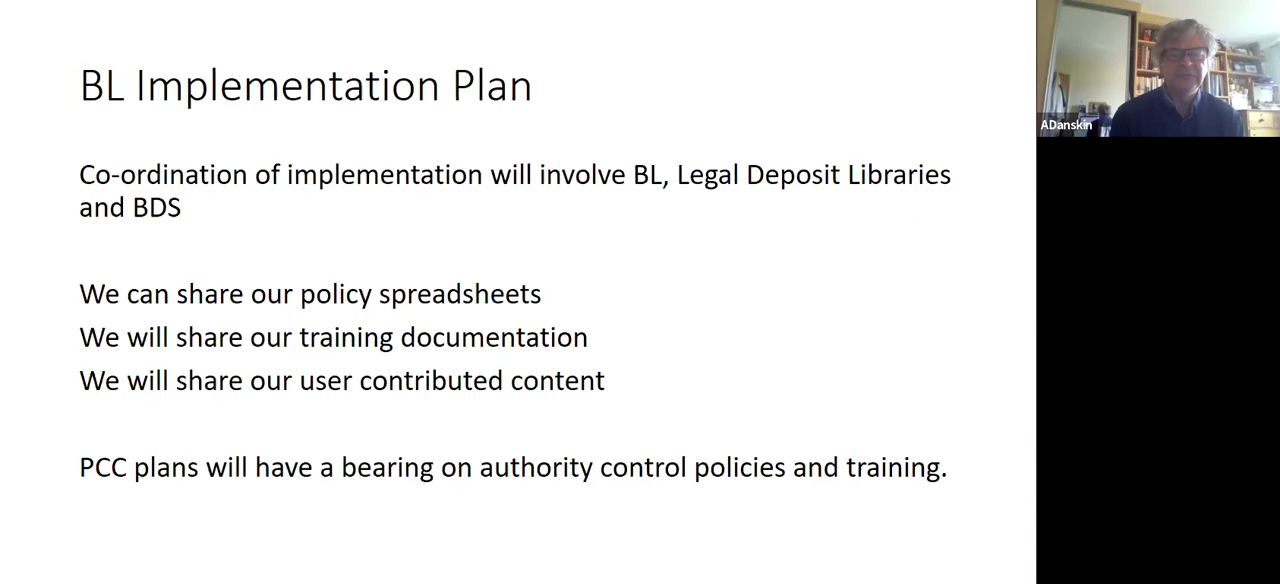 BL Implementation Plan
Co-ordination of implementation will involve BL, Legal Deposit Libraries
and BDS
We can share our policy spreadsheets
We will share our training documentation
We will share our user contributed content
PCC plans will have a bearing on authority control policies and training.
ADanskin